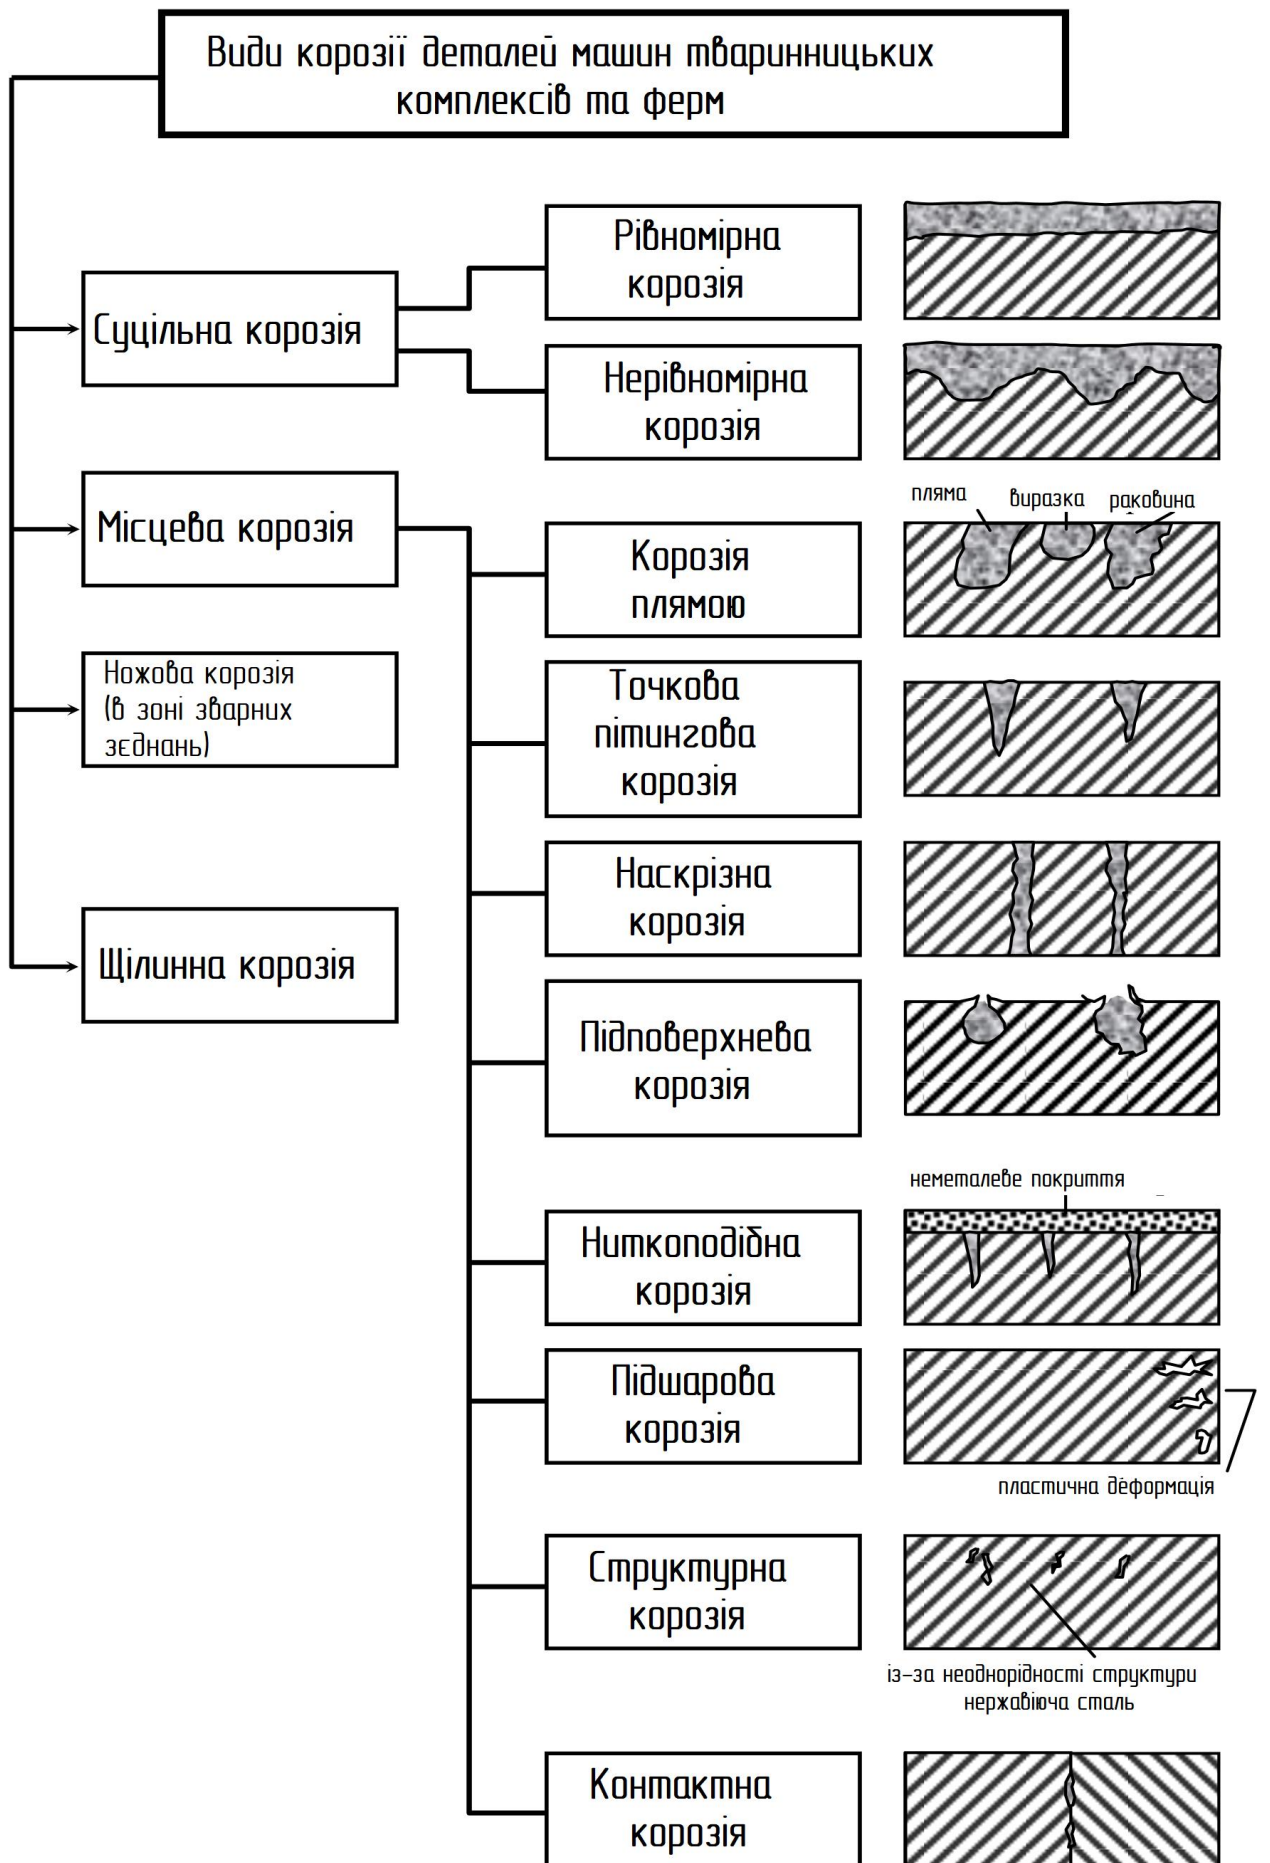 Види корозії деталей машин тваринницьких
комплексів та ферм
Суцільна корозія
Рівномірна
корозія
Нерівномірна
корозія
Місцева корозія
пляма
виразка
раковина
Корозія
плямою
Ножова корозія
(в зоні зварних
зєднань)
Точкова
пітингова
корозія
Наскрізна
корозія
Щілинна корозія
Підповерхнева
корозія
неметалеве покриття
Ниткоподібна
корозія
Підшарова
корозія
пластична деформація
Структурна
корозія
із-за неоднорідності структури
нержавіюча сталь
Контактна
корозія